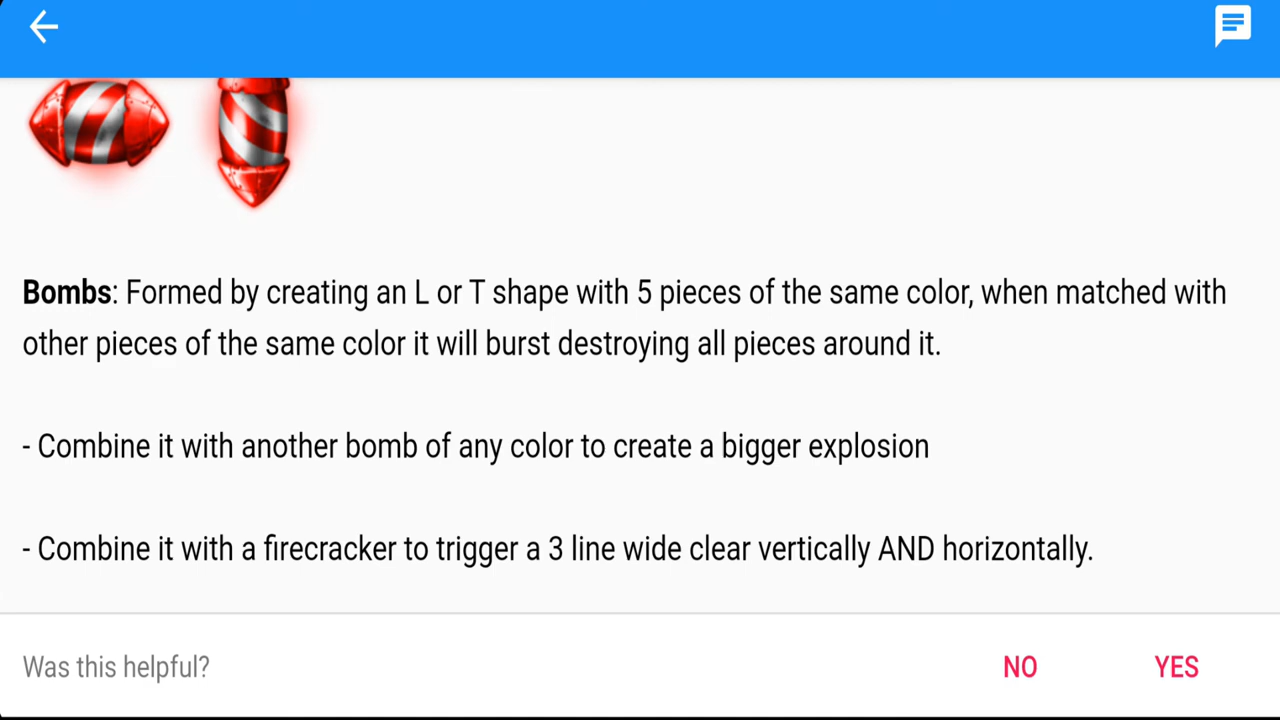 Bombs: Formed by creating an L or T shape with 5 pieces of the same color, when matched with
other pieces of the same color it will burst destroying all pieces around it.
- Combine it with another bomb of any color to create a bigger explosion
- Combine it with a firecracker to trigger a 3 line wide clear vertically AND horizontally.
Was this helpful? NO YES